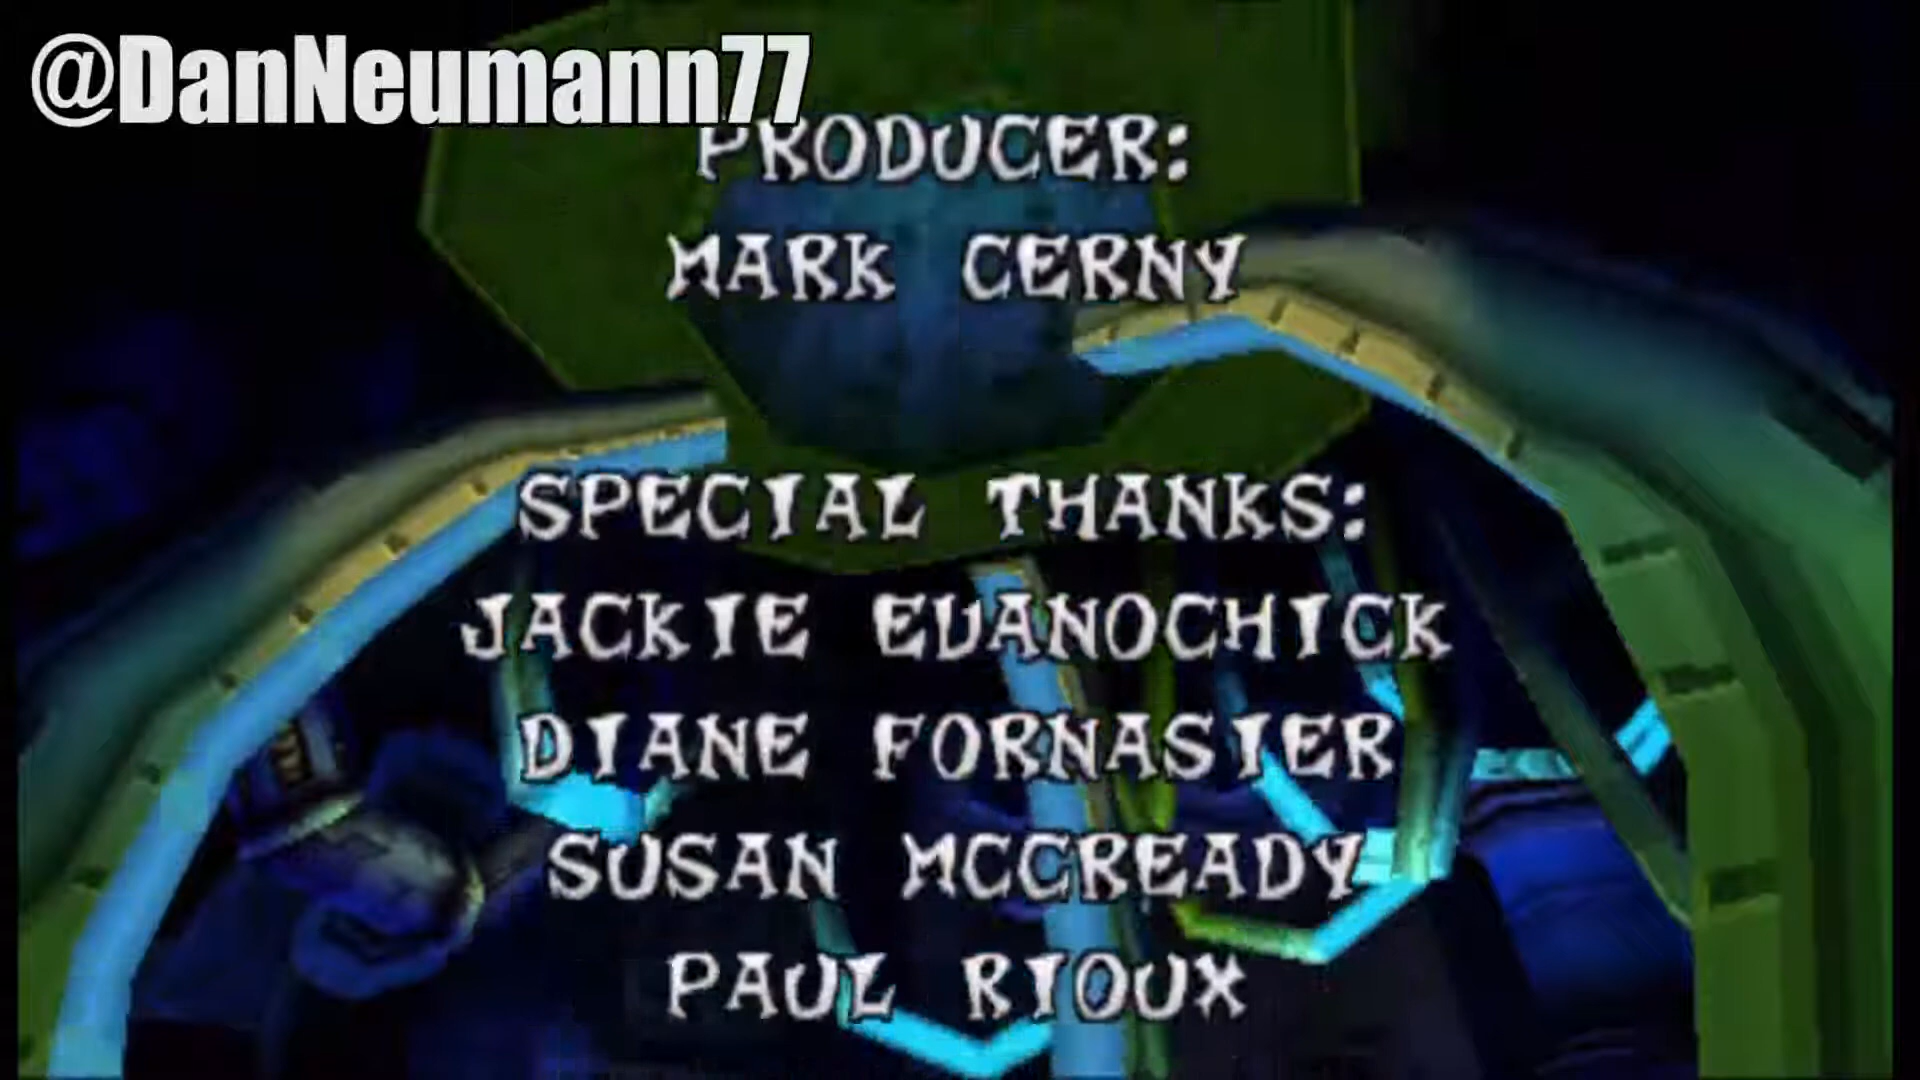 @DanNeumann77
PRODUCER:
MARK CERNY
SPECIAL THANKS:
JACKIE EVANOCHICK
DIANE FORNASIER
SUSAN MCCREADY
PAUL RIOUX